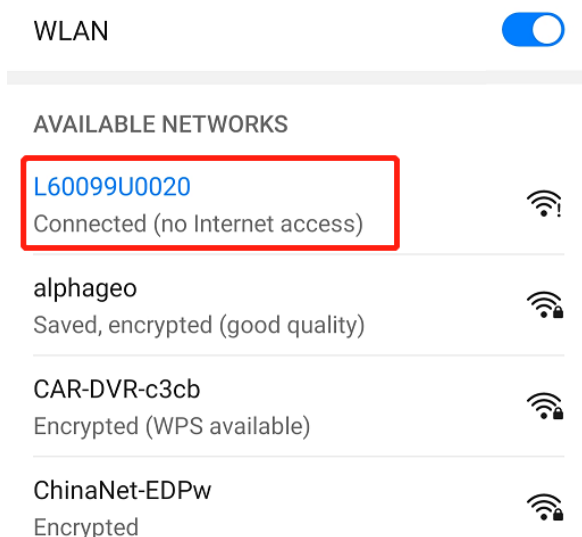 WLAN
AVAILABLE NETWORKS
L60099U0020
Connected (no Internet access)
alphageo
Saved, encrypted (good quality)
CAR-DVR-c3cb
Encrypted (WPS available)
ChinaNet-EDPw
Encrypted